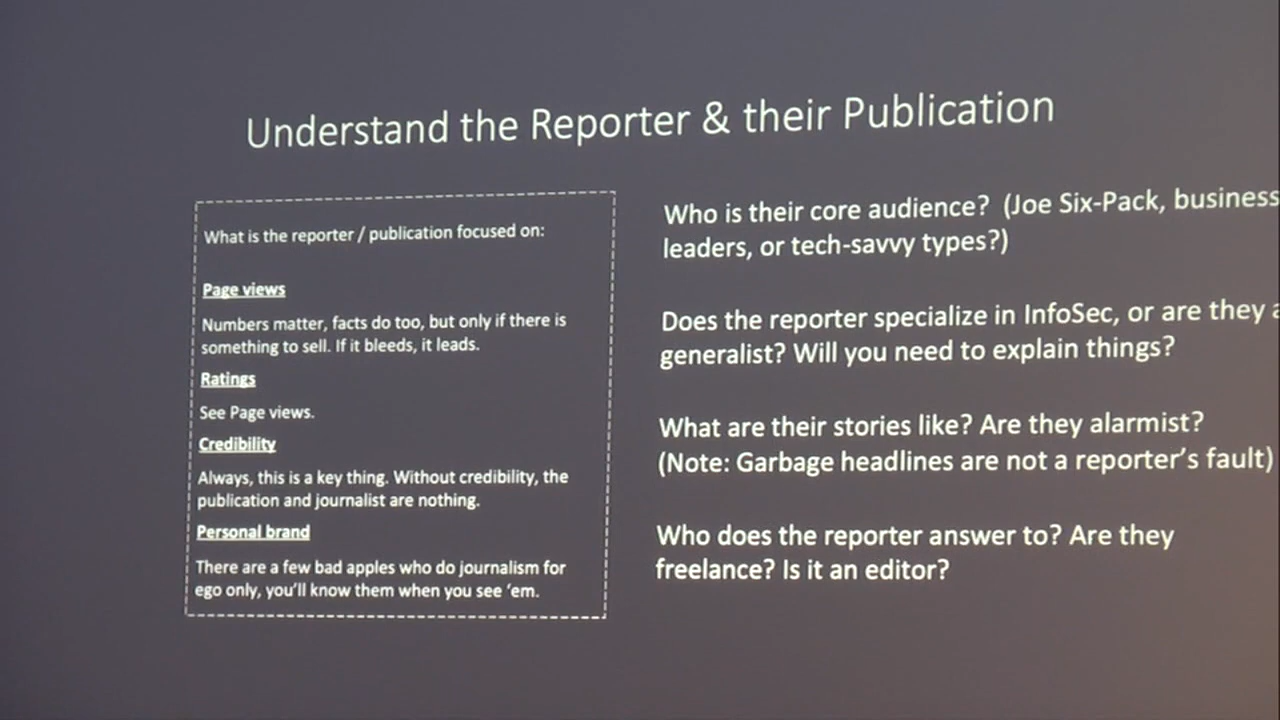 Understand the Reporter & their Publication
What is the reporter / publication focused on:
Page views
Numbers matter, facts do too, but only if there is
something to sell. If it bleeds, it leads.
Ratings
See Page views.
Credibility
Always, this is a key thing. Without credibility, the
publication and journalist are nothing.
Personal brand
There are a few bad apples who do journalism for
ego only, you'll know them when you see 'em.
Who is their core audience?  (Joe Six-Pack, business
leaders, or tech-savvy types?)
Does the reporter specialize in InfoSec, or are they a
generalist? Will you need to explain things?
What are their stories like? Are they alarmist?
(Note: Garbage headlines are not a reporter's fault)
Who does the reporter answer to? Are they
freelance? Is it an editor?